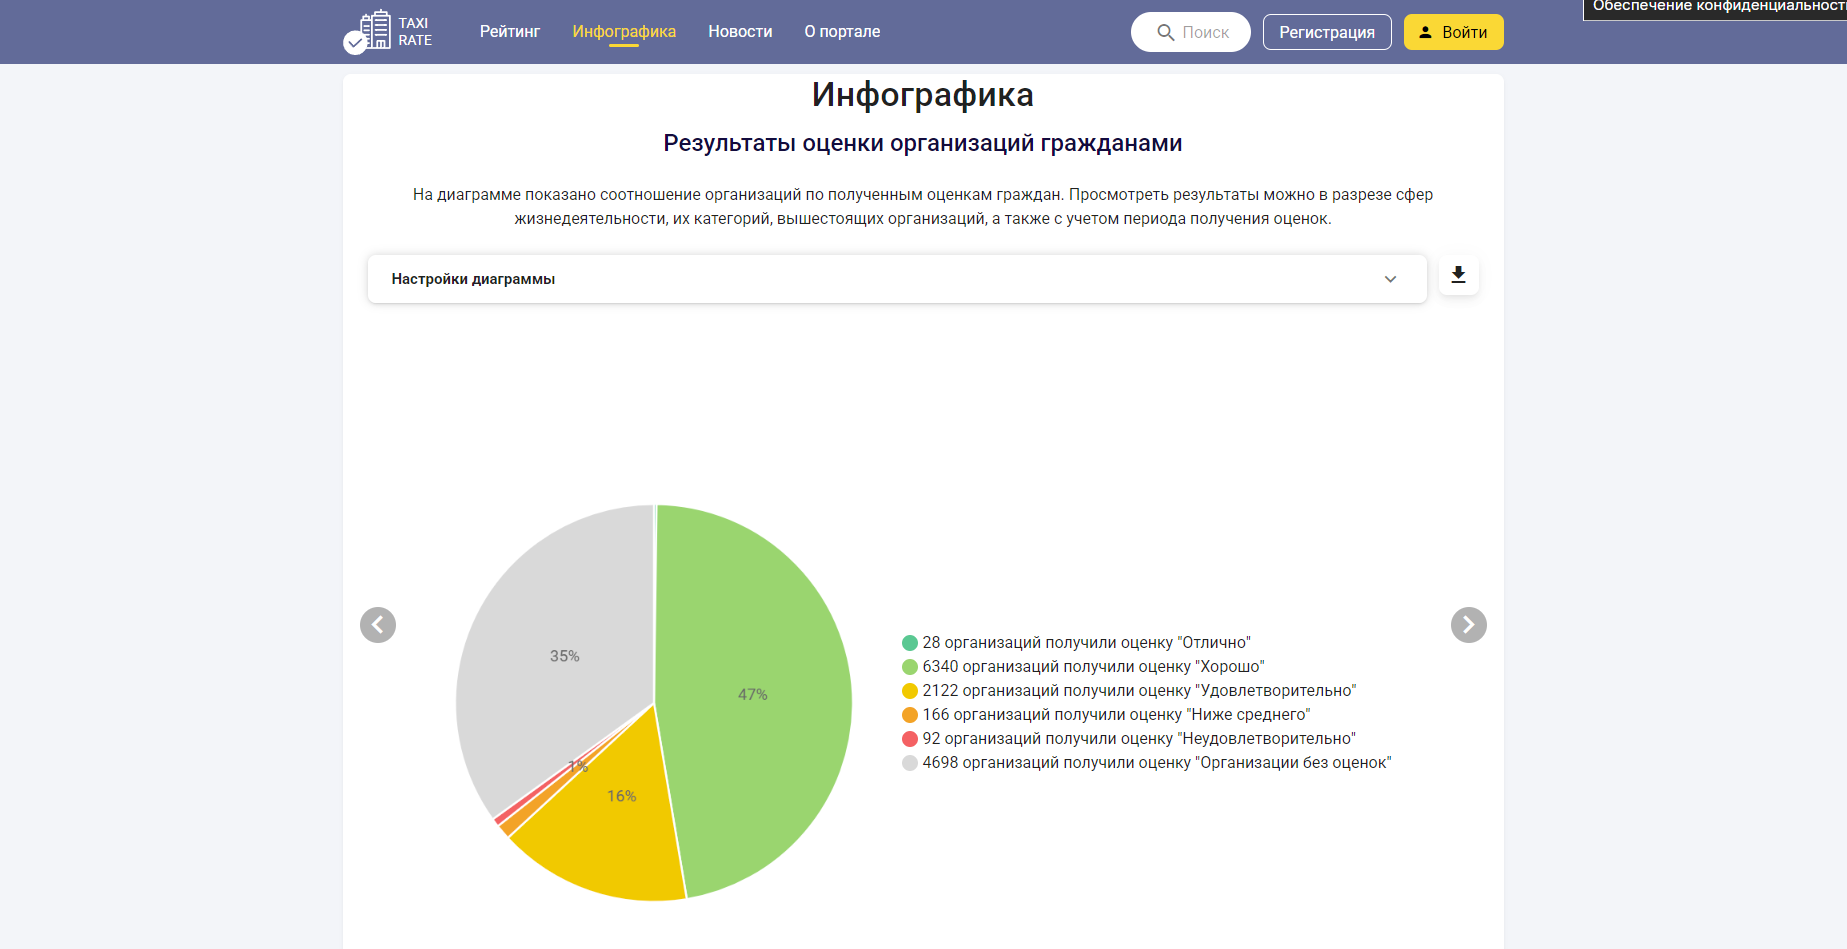 Обеспечение конфиденциальност
TAXI
RATE
Рейтинг
Инфографика
Новости
О портале
Поиск
Регистрация
Войти
Инфографика
Результаты оценки организаций гражданами
На диаграмме показано соотношение организаций по полученным оценкам граждан. Просмотреть результаты можно в разрезе сфер
жизнедеятельности, их категорий, вышестоящих организаций, а также с учетом периода получения оценок.
Настройки диаграммы
35%
47%
1%
16%
28 организаций получили оценку "Отлично"
6340 организаций получили оценку "Хорошо"
2122 организаций получили оценку "Удовлетворительно"
166 организаций получили оценку "Ниже среднего"
92 организаций получили оценку "Неудовлетворительно"
4698 организаций получили оценку "Организации без оценок"